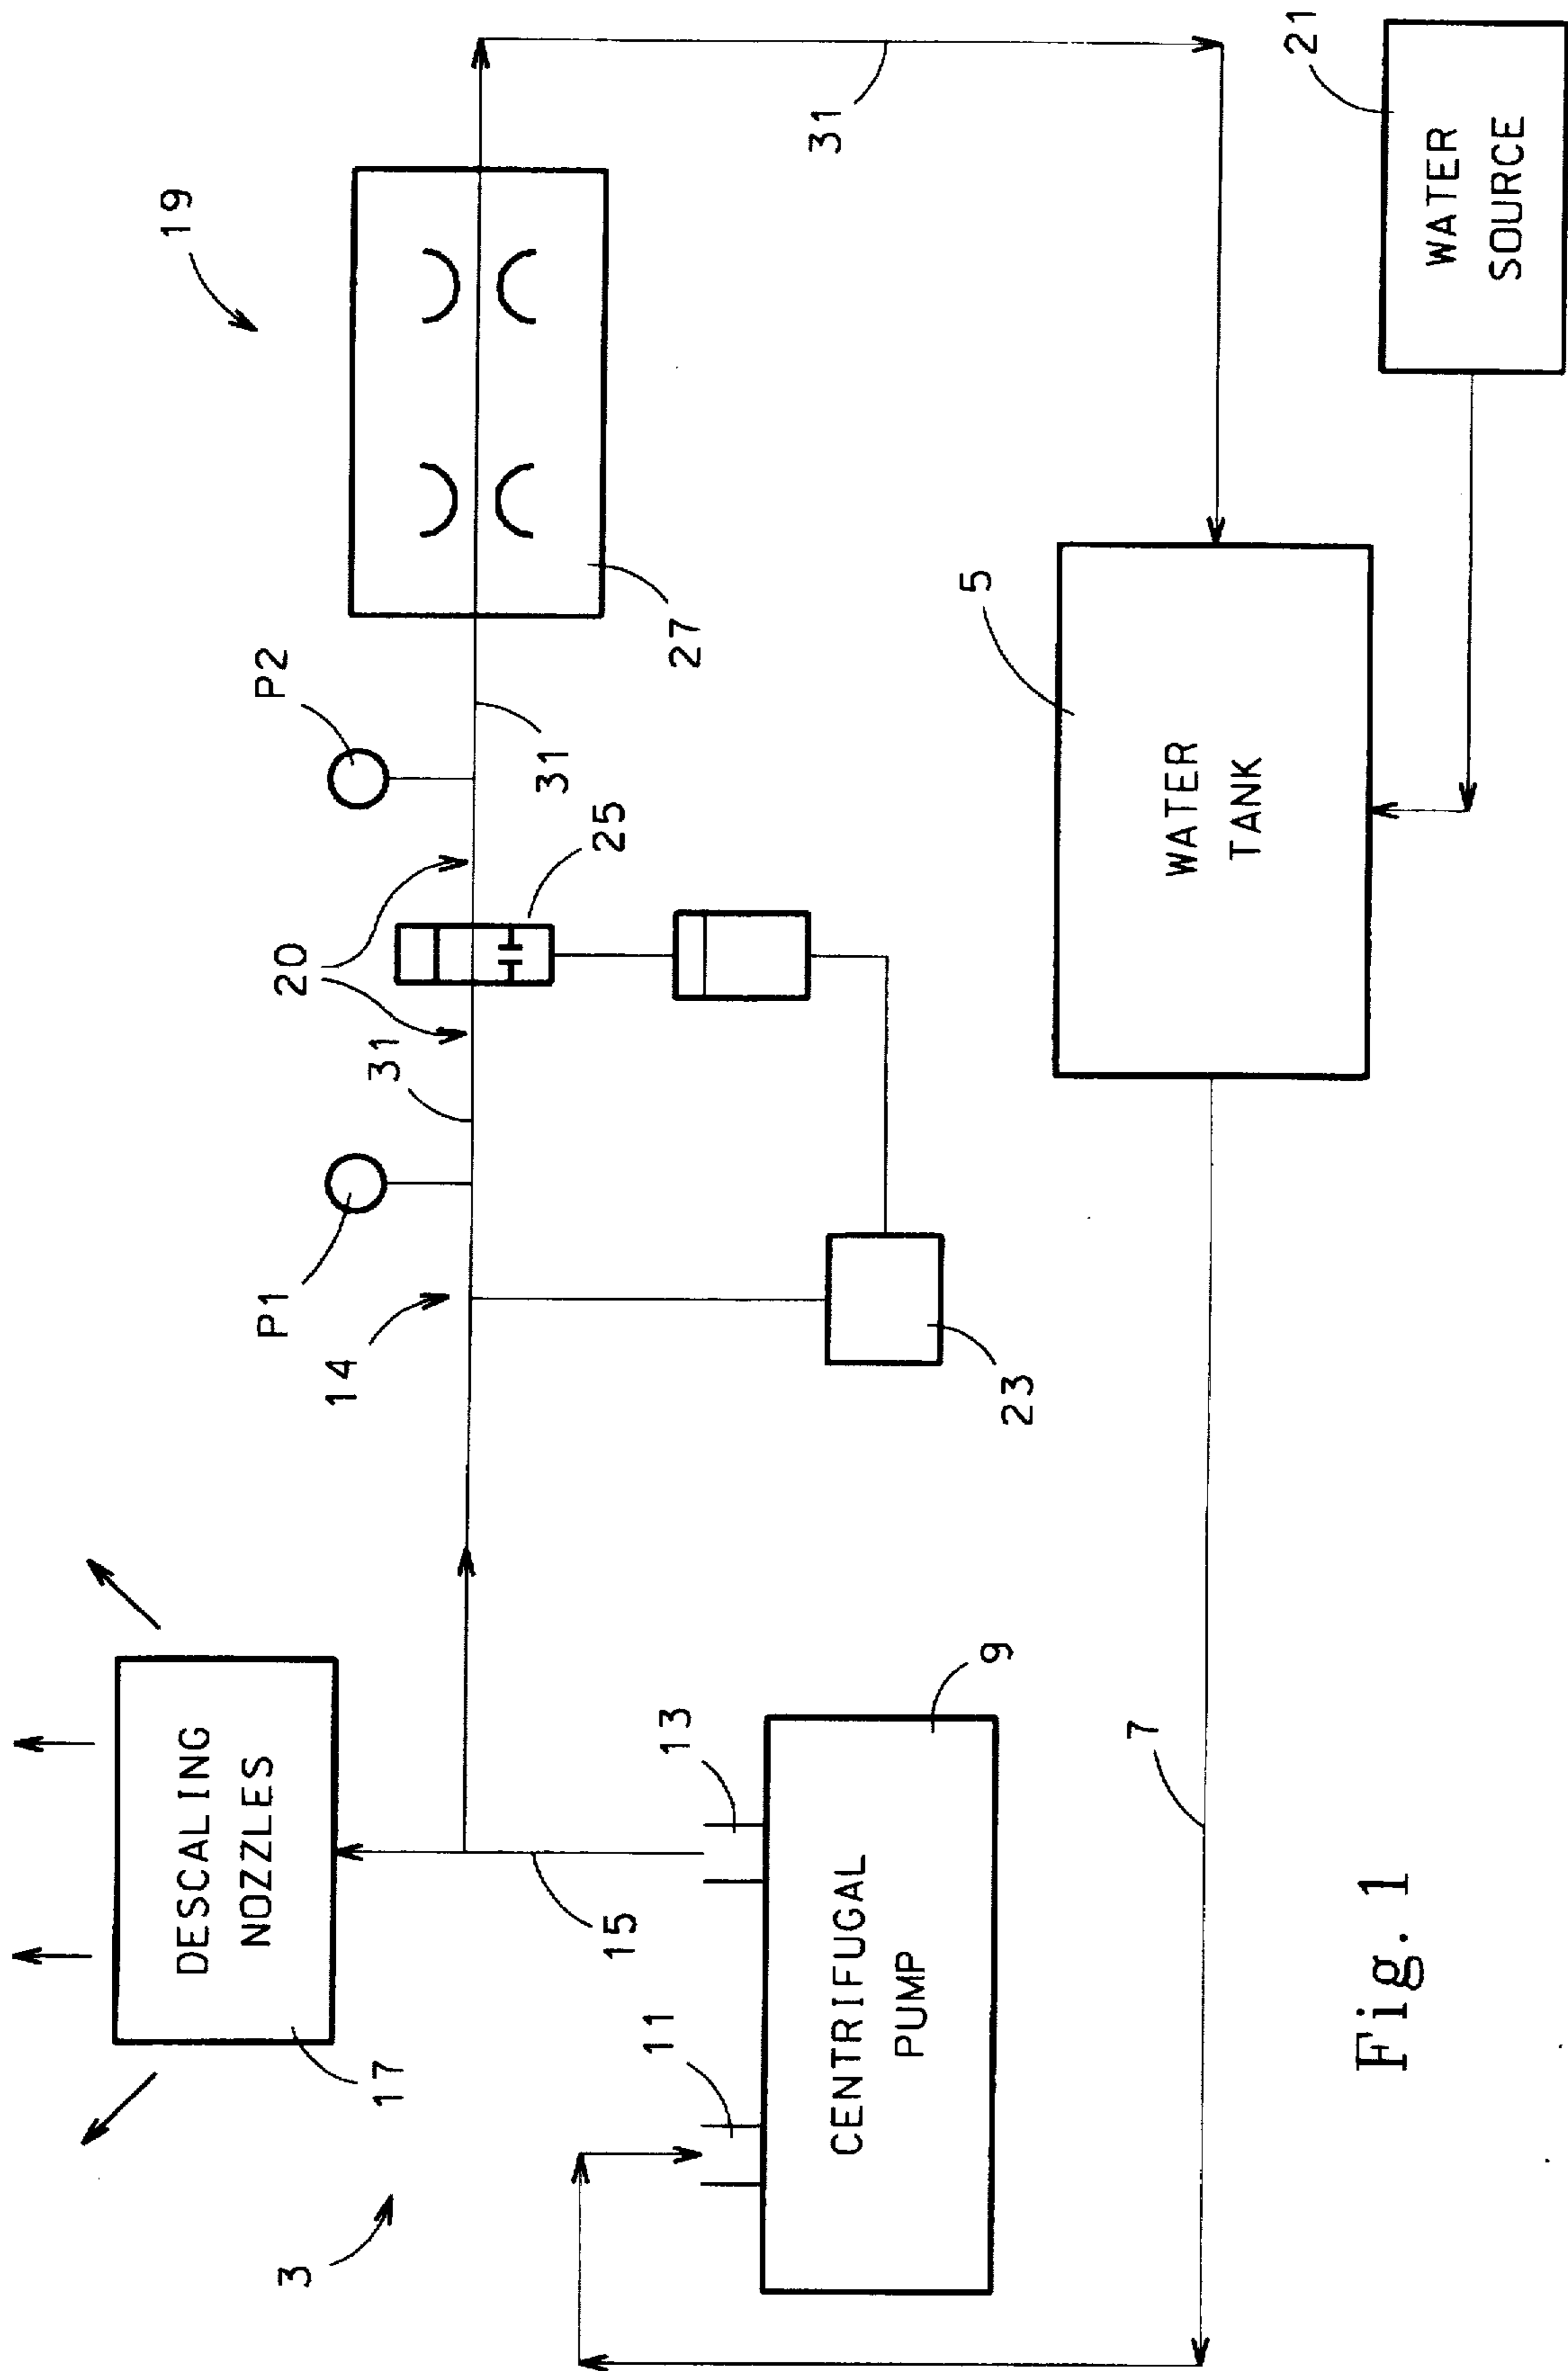 3
17
DESCALING
NOZZLES
15
11
13
CENTRIFUGAL
PUMP
9
7
14
P1
31
20
25
P2
31
23
19
27
31
5
WATER
TANK
21
WATER
SOURCE
Fig. 1